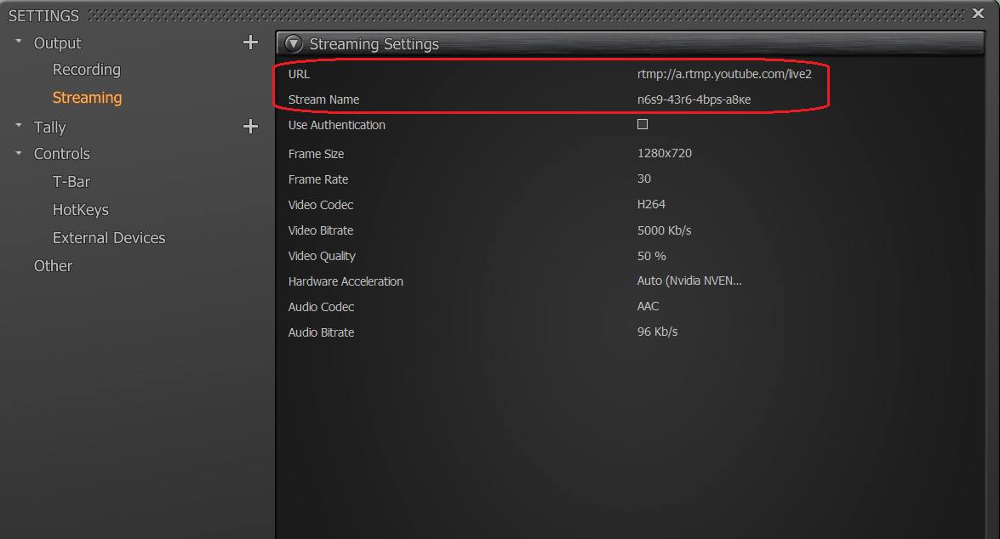 SETTINGS
Output
Recording
Streaming
Tally
Controls
T-Bar
HotKeys
External Devices
Other
Streaming Settings
URL rtmp://a.rtmp.youtube.com/live2
Stream Name n6s9-43r6-4bps-a8ке
Use Authentication
Frame Size 1280x720
Frame Rate 30
Video Codec H264
Video Bitrate 5000 Kb/s
Video Quality 50 %
Hardware Acceleration Auto (Nvidia NVEN...
Audio Codec AAC
Audio Bitrate 96 Kb/s